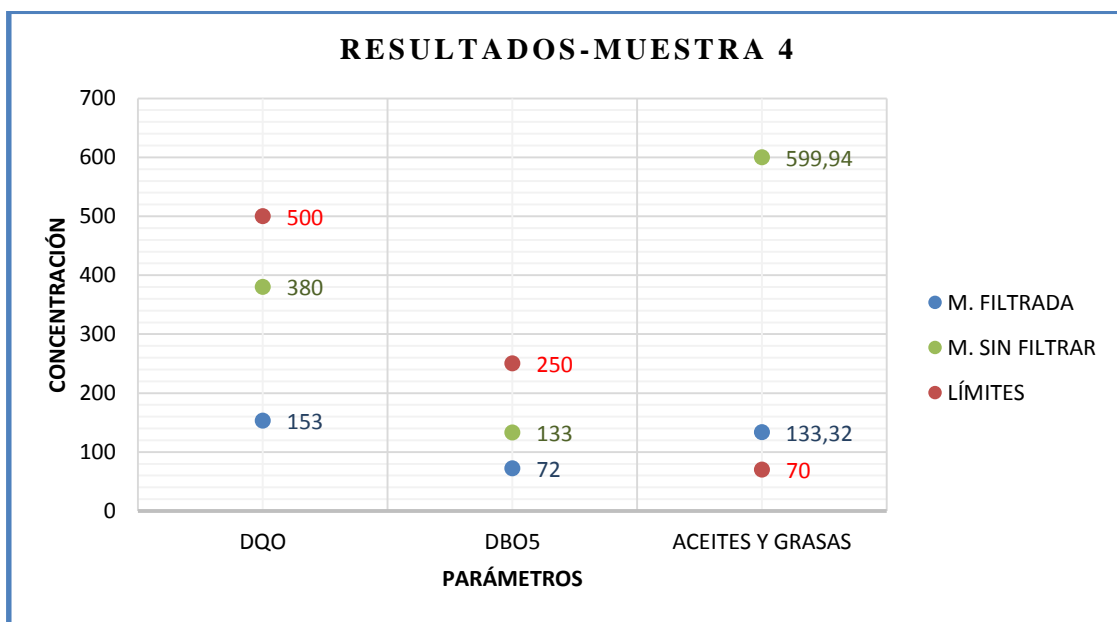 RESULTADOS-MUESTRA 4
CONCENTRACIÓN
700
600
500
400
300
200
100
0
500
380
153
250
133
72
599,94
133,32
70
DQO
DBO5
ACEITES Y GRASAS
PARÁMETROS
M. FILTRADA
M. SIN FILTRAR
LÍMITES